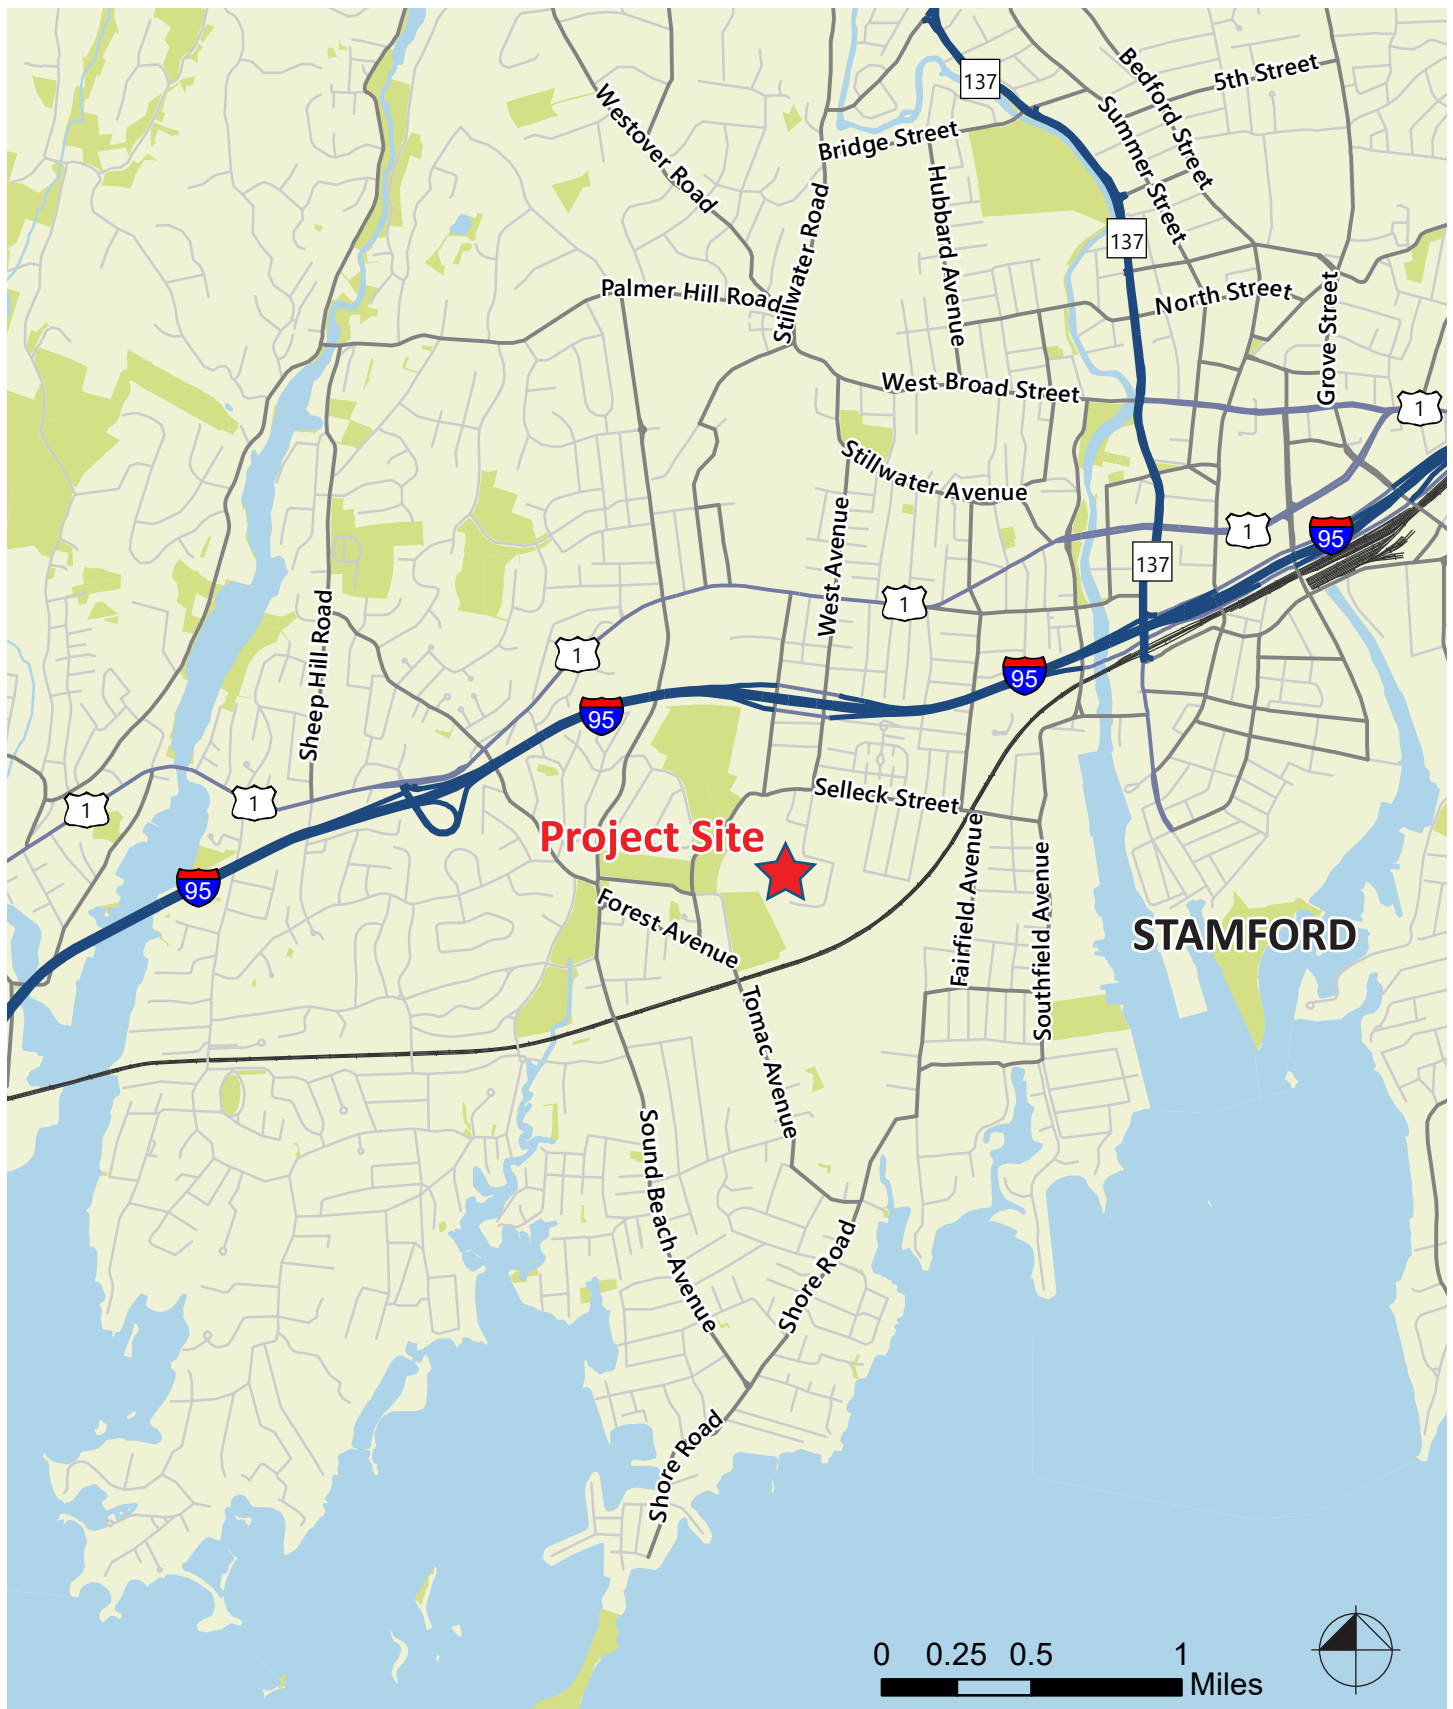 137
Bedford Street
5th Street
Westover Road
Summer Street
Bridge Street
Hubbard Avenue
Stillwater Road
137
Palmer Hill Road
North Street
Grove Street
West Broad Street
1
Stillwater Avenue
West Avenue
1
95
137
1
Sheep Hill Road
1
95
95
Selleck Street
1
1
Project Site
Fairfield Avenue
Southfield Avenue
95
Forest Avenue
STAMFORD
Tomac Avenue
Sound Beach Avenue
Shore Road
Shore Road
0 0.25 0.5 1
Miles